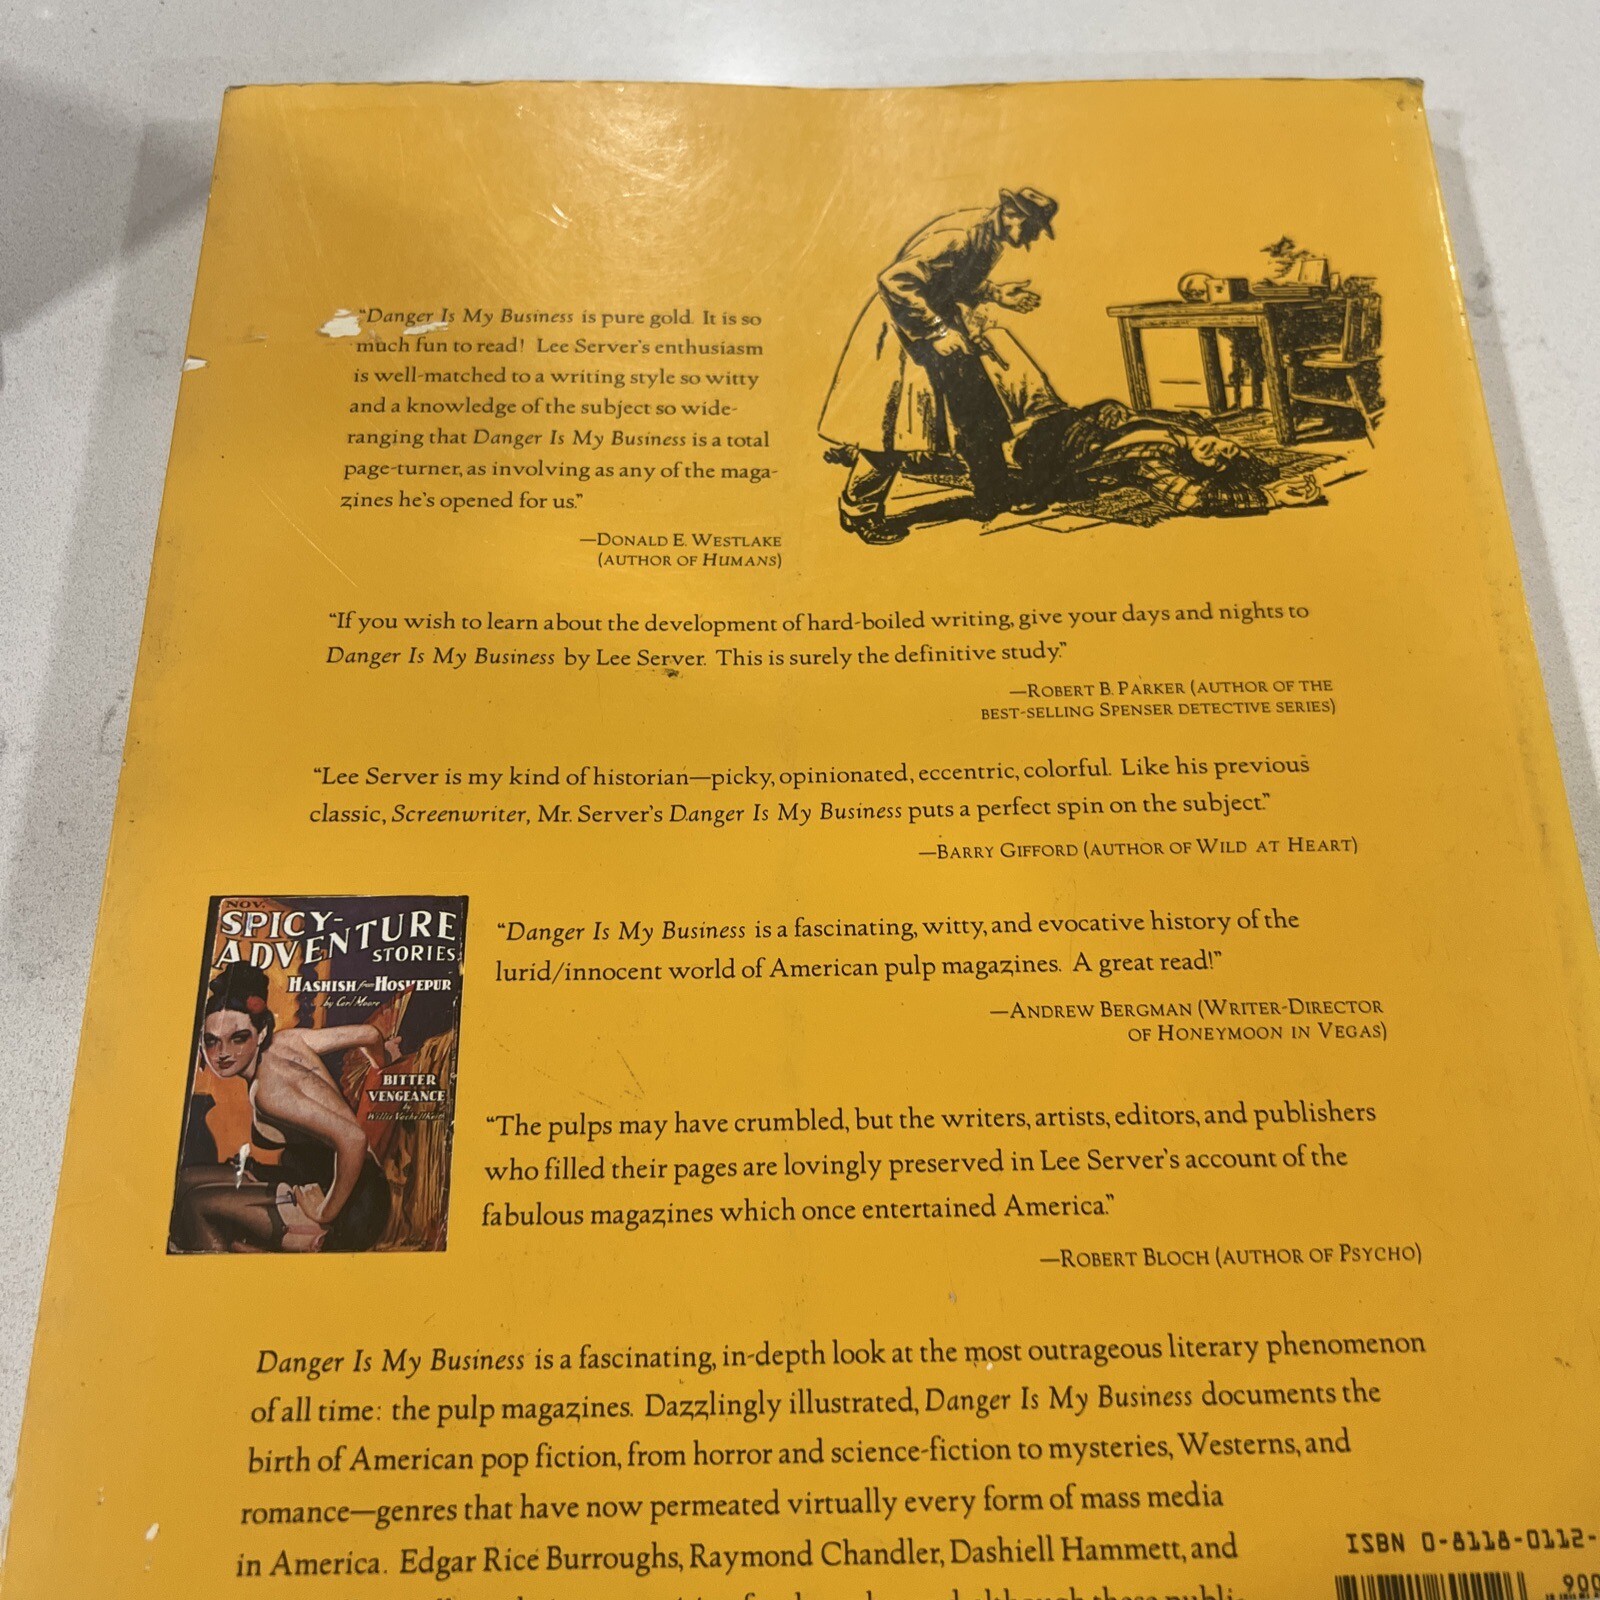 “Danger Is My Business is pure gold. It is so
much fun to read! Lee Server's enthusiasm
is well-matched to a writing style so witty
and a knowledge of the subject so wide-
ranging that Danger Is My Business is a total
page-turner, as involving as any of the maga-
zines he's opened for us.”
—Donald E. Westlake
(author of Humans)
“If you wish to learn about the development of hard-boiled writing, give your days and nights to
Danger Is My Business by Lee Server. This is surely the definitive study.”
—Robert B. Parker (author of the
best-selling Spenser detective series)
“Lee Server is my kind of historian—picky, opinionated, eccentric, colorful. Like his previous
classic, Screenwriter, Mr. Server's Danger Is My Business puts a perfect spin on the subject.”
—Barry Gifford (author of Wild at Heart)
NOV.
SPICY-
ADVENTURE
STORIES
HASHISH from HOSHEPUR
by Carl Moore
BITTER
VENGEANCE
by
“Danger Is My Business is a fascinating, witty, and evocative history of the
lurid/innocent world of American pulp magazines. A great read!”
—Andrew Bergman (Writer-Director
of Honeymoon in Vegas)
“The pulps may have crumbled, but the writers, artists, editors, and publishers
who filled their pages are lovingly preserved in Lee Server's account of the
fabulous magazines which once entertained America.”
—Robert Bloch (author of Psycho)
Danger Is My Business is a fascinating, in-depth look at the most outrageous literary phenomenon
of all time: the pulp magazines. Dazzlingly illustrated, Danger Is My Business documents the
birth of American pop fiction, from horror and science-fiction to mysteries, Westerns, and
romance—genres that have now permeated virtually every form of mass media
in America. Edgar Rice Burroughs, Raymond Chandler, Dashiell Hammett, and
ISBN 0-8118-0112-
900